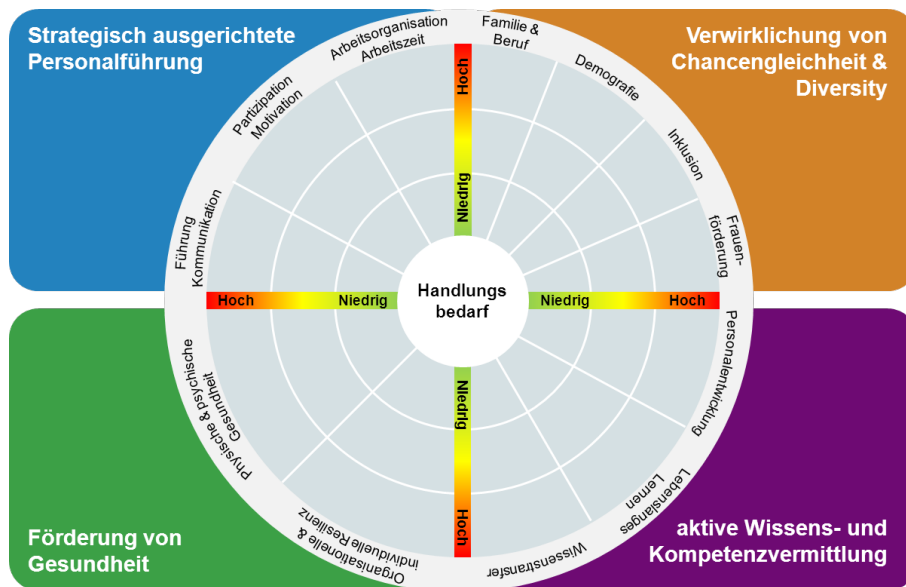 Strategisch ausgerichtete
Personalführung
Verwirklichung von
Chancengleichheit &
Diversity
Arbeitsorganisation
Arbeitszeit
Familie &
Beruf
Demografie
Inklusion
Frauen-
förderung
Partizipation
Motivation
Führung
Kommunikation
Hoch
Niedrig
Hoch
Niedrig
Handlungs
bedarf
Niedrig
Hoch
Niedrig
Hoch
Personalentwicklung
Lebenslanges
Lernen
Wissenstransfer
Organisationelle &
individuelle Resilienz
Physische & psychische
Gesundheit
Förderung von
Gesundheit
aktive Wissens- und
Kompetenzvermittlung